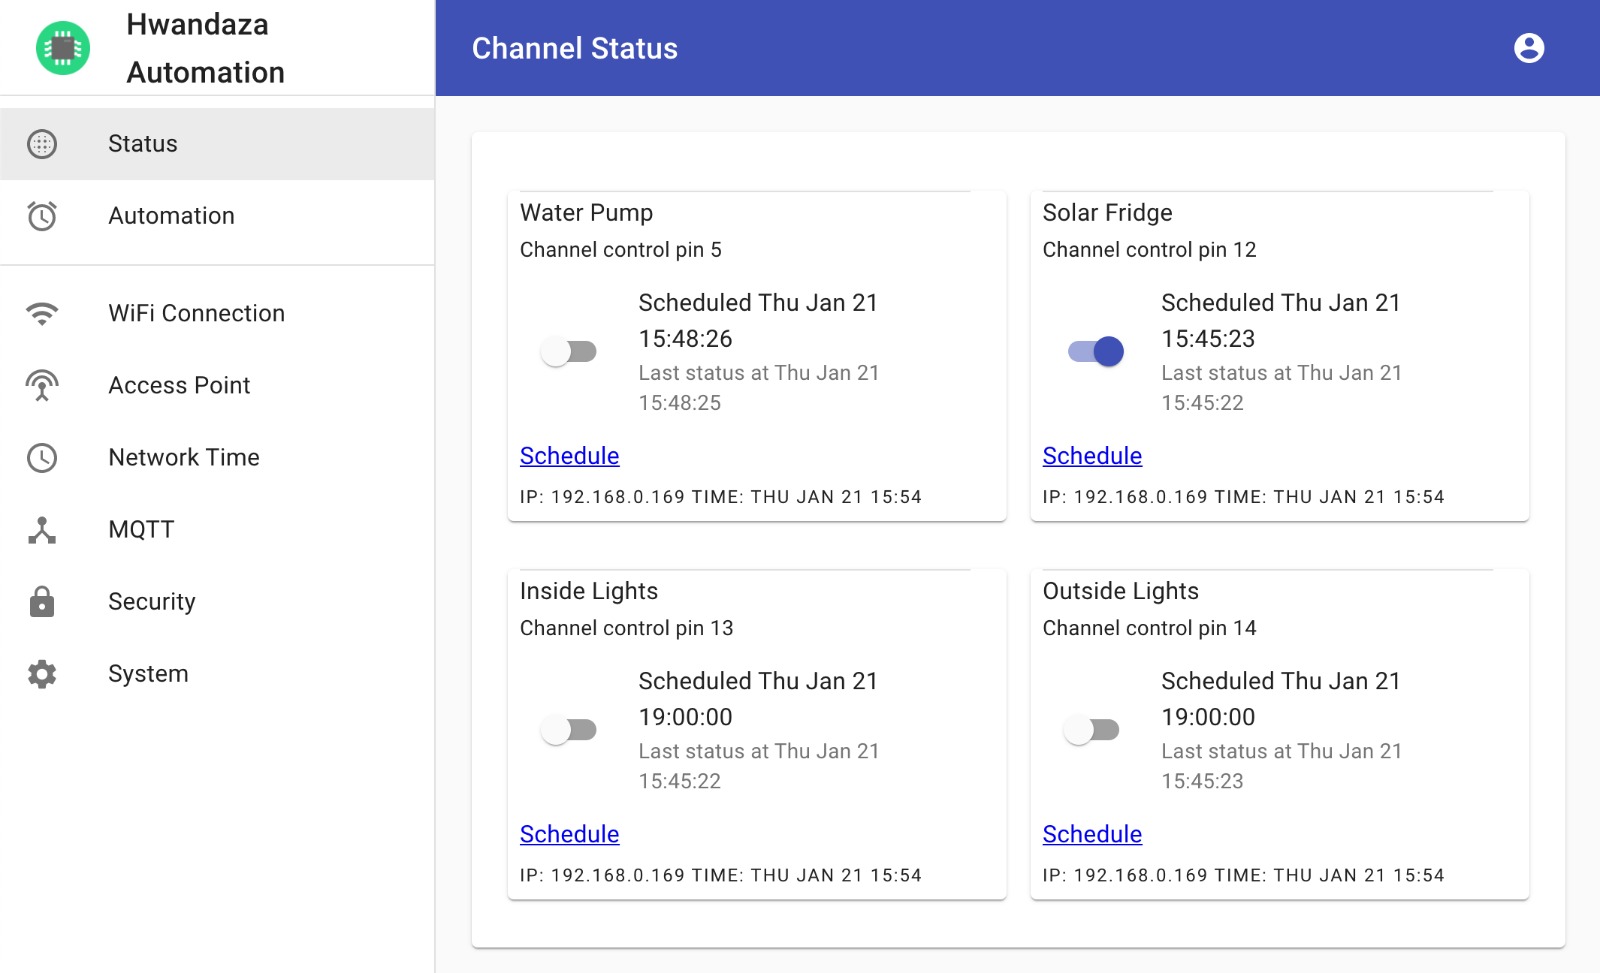 Hwandaza
Automation
Channel Status
Status
Automation
WiFi Connection
Access Point
Network Time
MQTT
Security
System
Water Pump
Channel control pin 5
Scheduled Thu Jan 21
15:48:26
Last status at Thu Jan 21
15:48:25
Schedule
IP: 192.168.0.169 TIME: THU JAN 21 15:54
Solar Fridge
Channel control pin 12
Scheduled Thu Jan 21
15:45:23
Last status at Thu Jan 21
15:45:22
Schedule
IP: 192.168.0.169 TIME: THU JAN 21 15:54
Inside Lights
Channel control pin 13
Scheduled Thu Jan 21
19:00:00
Last status at Thu Jan 21
15:45:22
Schedule
IP: 192.168.0.169 TIME: THU JAN 21 15:54
Outside Lights
Channel control pin 14
Scheduled Thu Jan 21
19:00:00
Last status at Thu Jan 21
15:45:23
Schedule
IP: 192.168.0.169 TIME: THU JAN 21 15:54